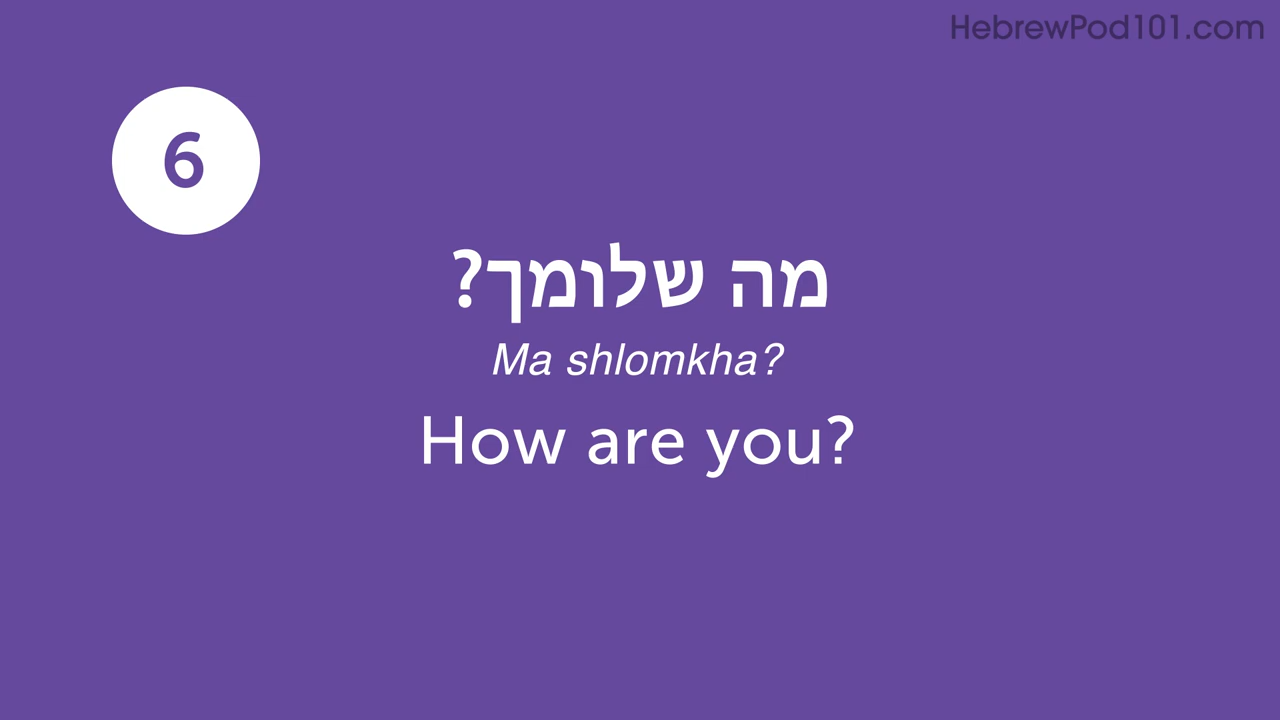 HebrewPod101.com
6
מה שלומך?
Ma shlomkha?
How are you?